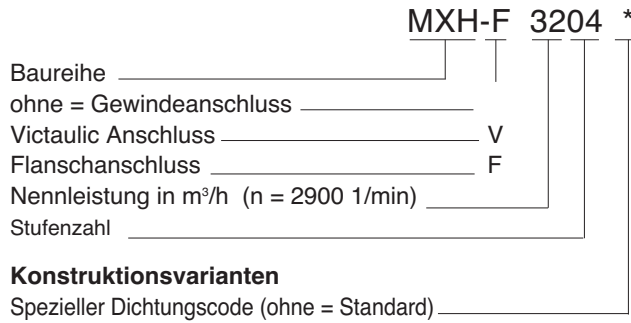 MXH-F 3204 *
Baureihe
ohne = Gewindeanschluss
Victaulic Anschluss V
Flanschanschluss F
Nennleistung in m³/h (n = 2900 1/min)
Stufenzahl
Konstruktionsvarianten
Spezieller Dichtungscode (ohne = Standard)